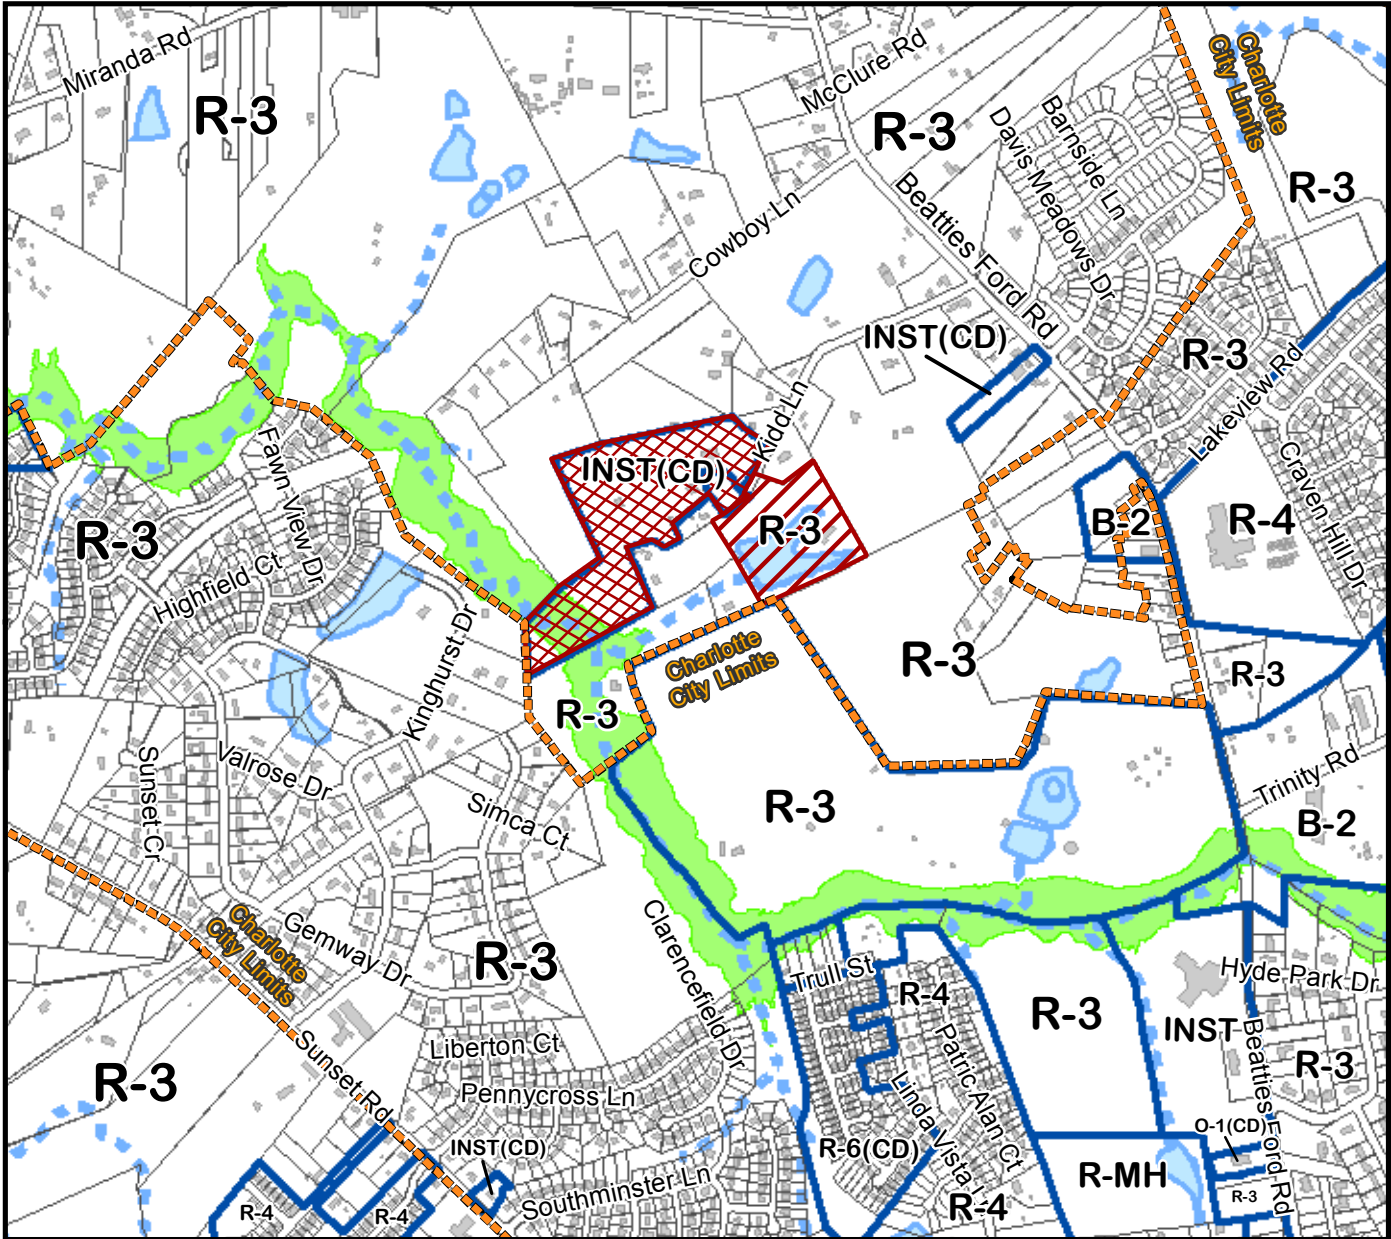 Miranda Rd
R-3
McClure Rd
R-3
Charlotte
City Limits
Barnside Ln
Davis Meadows Dr
R-3
Cowboy Ln
Beatties Ford Rd
INST(CD)
R-3
Lakeview Rd
Kidd Ln
INST(CD)
Fawn View Dr
Craven Hill Dr
R-3
R-3
B-2
R-4
Highfield Ct
Kinghurst Dr
Charlotte
City Limits
R-3
R-3
R-3
Valrose Dr
Sunset Cr
Simca Ct
R-3
Trinity Rd
B-2
Charlotte
City Limits
Gemway Dr
Clarencefield Dr
R-3
Trull St
R-4
Hyde Park Dr
R-3
INST
Sunset Rd
Liberton Ct
Patric Alan Ct
Beatties Ford Rd
R-3
R-3
Pennycross Ln
Linda Vista L
INST(CD)
R-6(CD)
O-1(CD)
R-MH
Southminster Ln
R-3
R-4
R-4
R-4